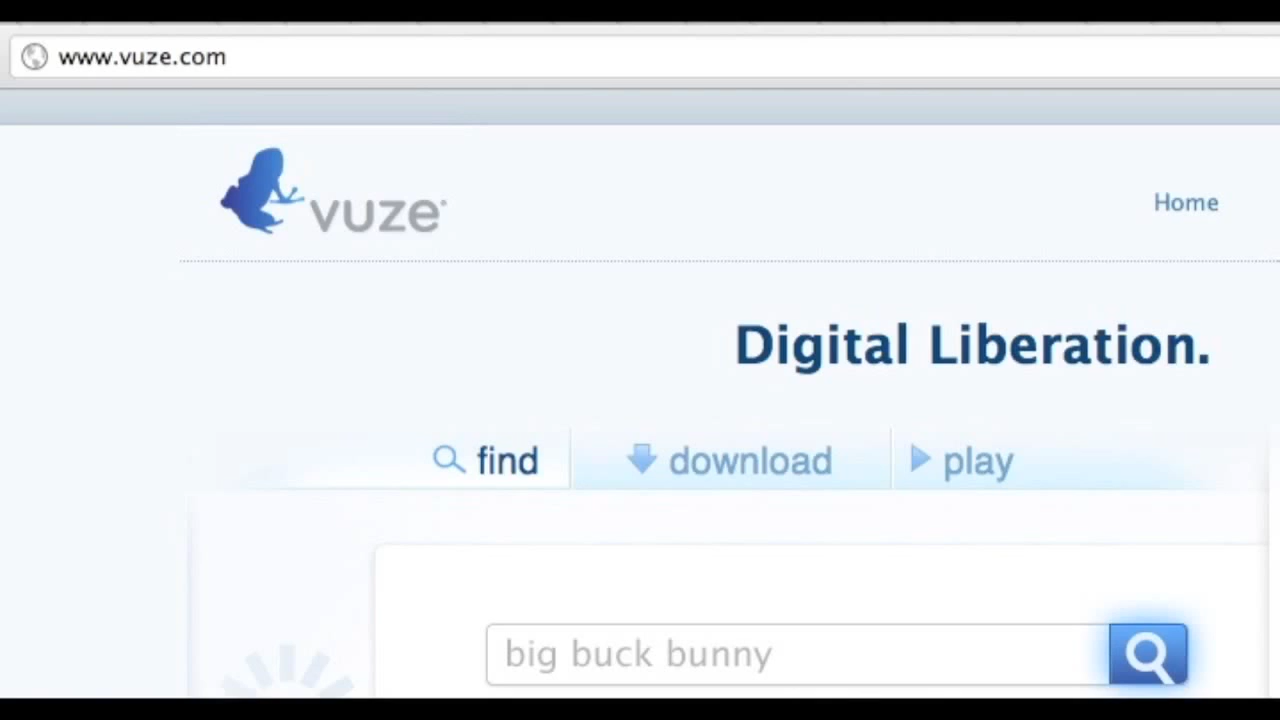 www.vuze.com
vuze
Home
Digital Liberation.
find
download
play
big buck bunny